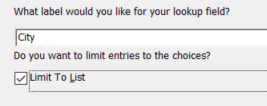 What label would you like for your lookup field?
City
Do you want to limit entries to the choices?
Limit To List